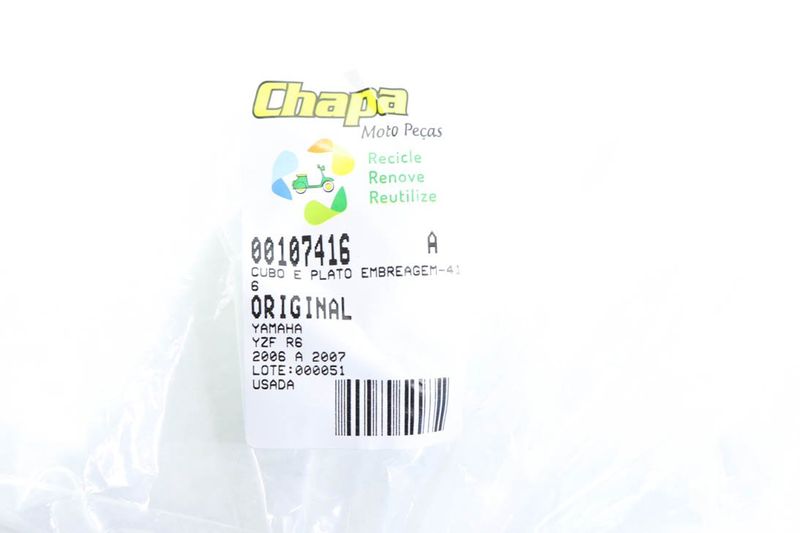 Chapa
Moto Peças
Recicle
Renove
Reutilize
00107416 A
CUBO E PLATO EMBREAGEM-41
6
ORIGINAL
YAMAHA
YZF R6
2006 A 2007
LOTE:000051
USADA